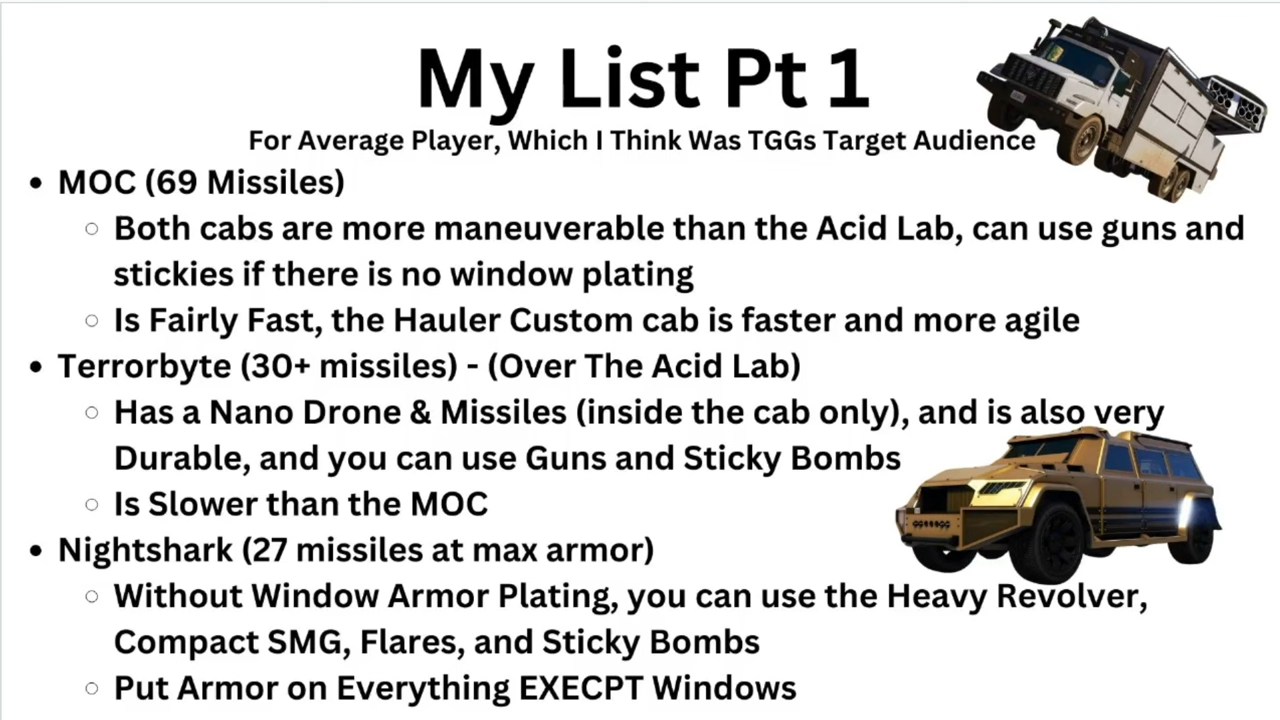 My List Pt 1
For Average Player, Which I Think Was TGGs Target Audience
• MOC (69 Missiles)
○ Both cabs are more maneuverable than the Acid Lab, can use guns and
stickies if there is no window plating
○ Is Fairly Fast, the Hauler Custom cab is faster and more agile
• Terrorbyte (30+ missiles) - (Over The Acid Lab)
○ Has a Nano Drone & Missiles (inside the cab only), and is also very
Durable, and you can use Guns and Sticky Bombs
○ Is Slower than the MOC
• Nightshark (27 missiles at max armor)
○ Without Window Armor Plating, you can use the Heavy Revolver,
Compact SMG, Flares, and Sticky Bombs
○ Put Armor on Everything EXECPT Windows